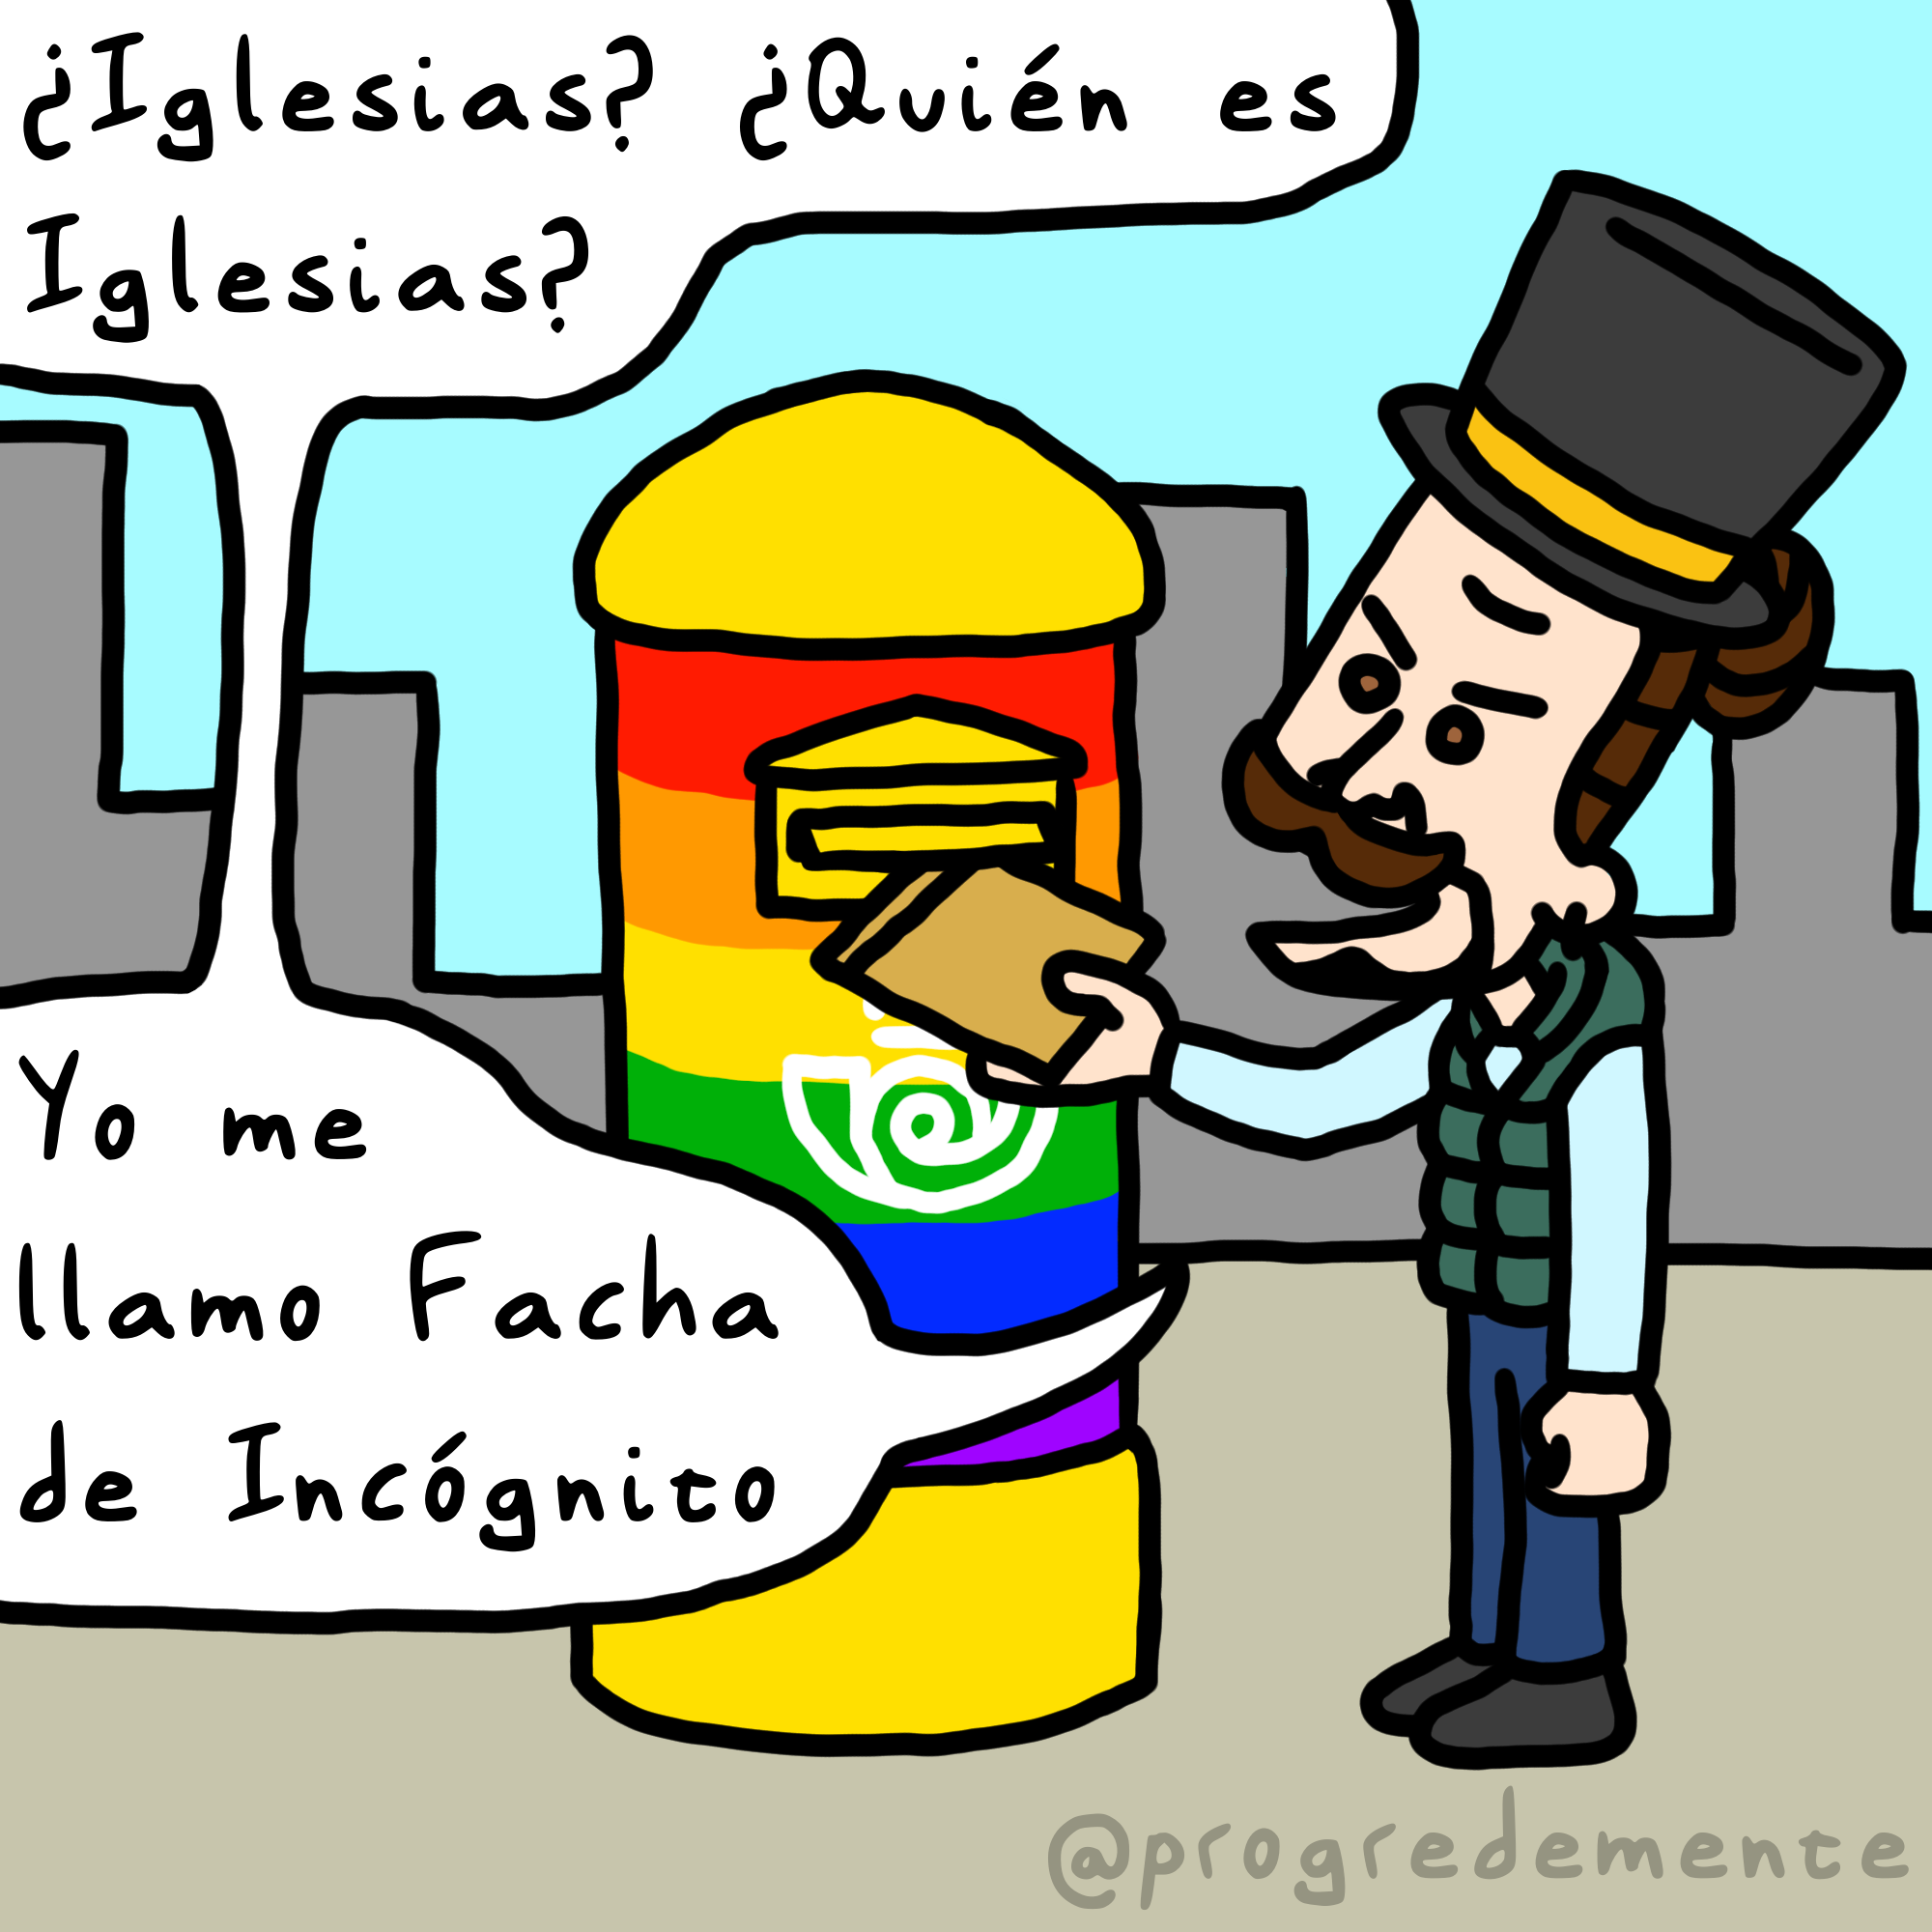 ¿Iglesias? ¿Quién es
Iglesias?
Yo me
llamo Facha
de Incógnito
@progredemente